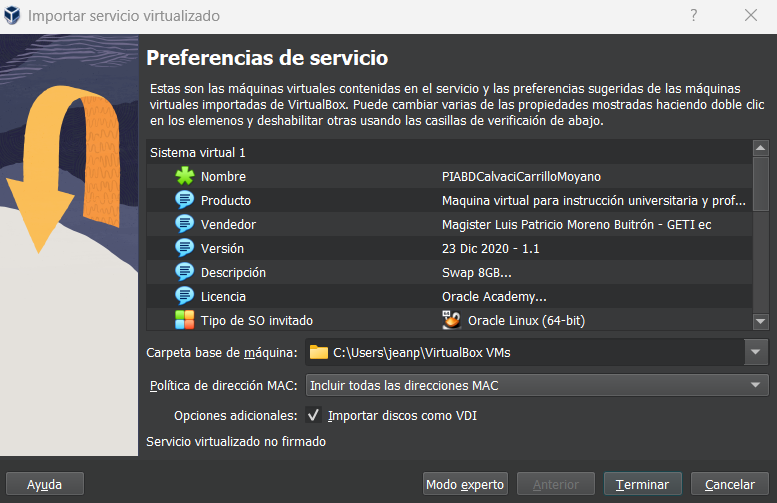 Importar servicio virtualizado
Preferencias de servicio
Estas son las máquinas virtuales contenidas en el servicio y las preferencias sugeridas de las máquinas
virtuales importadas de VirtualBox. Puede cambiar varias de las propiedades mostradas haciendo doble clic
en los elemenos y deshabilitar otras usando las casillas de verificaión de abajo.
Sistema virtual 1
Nombre PIABDCalvaciCarrilloMoyano
Producto Maquina virtual para instrucción universitaria y prof...
Vendedor Magister Luis Patricio Moreno Buitrón - GETI ec
Versión 23 Dic 2020 - 1.1
Descripción Swap 8GB...
Licencia Oracle Academy...
Tipo de SO invitado Oracle Linux (64-bit)
Carpeta base de máquina: C:\Users\jeanp\VirtualBox VMs
Política de dirección MAC: Incluir todas las direcciones MAC
Opciones adicionales: Importar discos como VDI
Servicio virtualizado no firmado
Ayuda Modo experto Anterior Terminar Cancelar